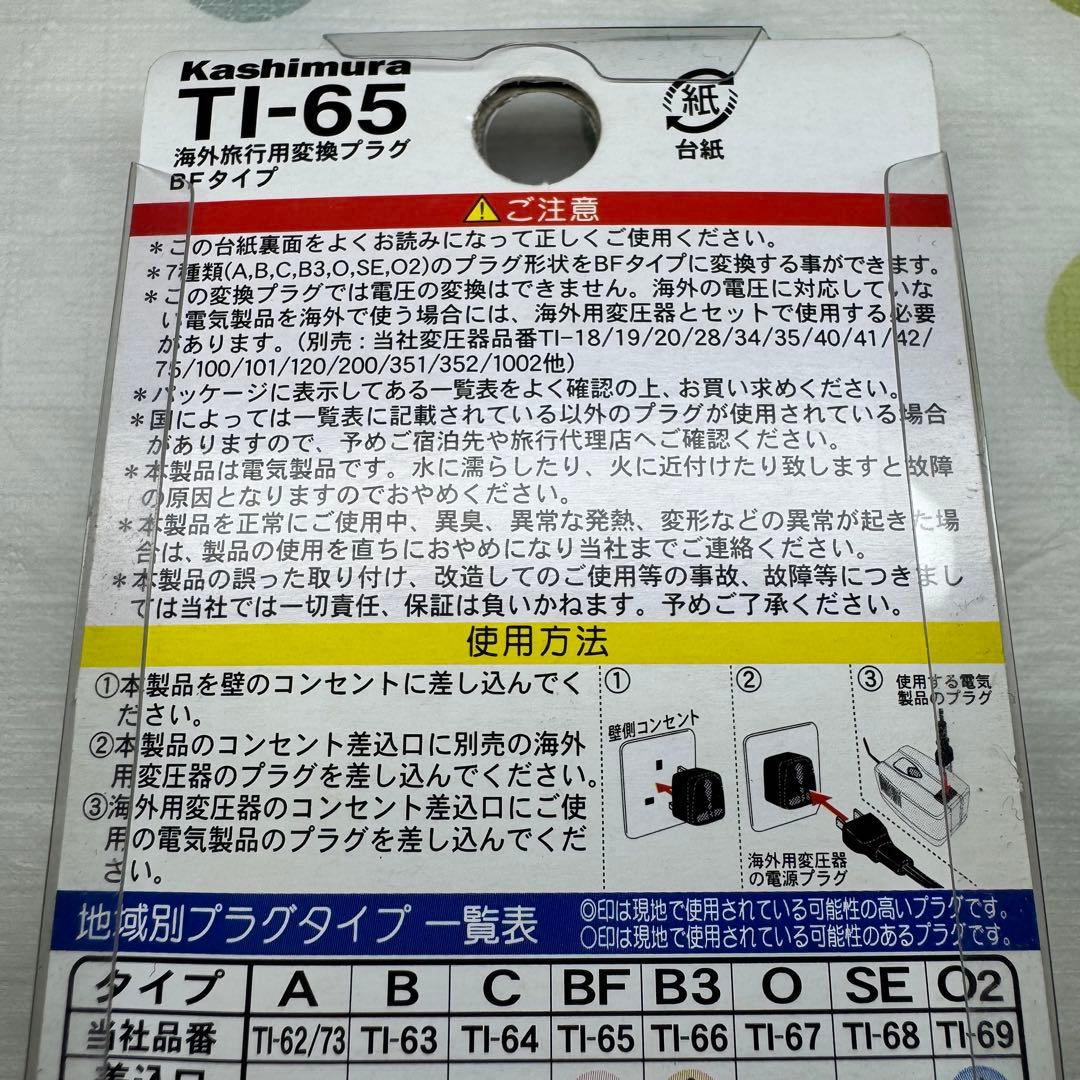 Kashimura
TI-65
海外旅行用変換プラグ
BFタイプ
紙
台紙
ご注意
＊この台紙裏面をよくお読みになって正しくご使用ください。
＊7種類(A,B,C,B3,O,SE,O2)のプラグ形状をBFタイプに変換する事ができます。
＊この変換プラグでは電圧の変換はできません。海外の電圧に対応していな
い電気製品を海外で使う場合には、海外用変圧器とセットで使用する必要
があります。(別売：当社変圧器品番TI-18/19/20/28/34/35/40/41/42/
75/100/101/120/200/351/352/1002他)
＊パッケージに表示してある一覧表をよく確認の上、お買い求めください。
＊国によっては一覧表に記載されている以外のプラグが使用されている場合
がありますので、予めご宿泊先や旅行代理店へご確認ください。
＊本製品は電気製品です。水に濡らしたり、火に近付けたり致しますと故障
の原因となりますのでおやめください。
＊本製品を正常にご使用中、異臭、異常な発熱、変形などの異常が起きた場
合は、製品の使用を直ちにおやめになり当社までご連絡ください。
＊本製品の誤った取り付け、改造してのご使用等の事故、故障等につきまし
ては当社では一切責任、保証は負いかねます。予めご了承ください。
使用方法
①本製品を壁のコンセントに差し込んでく
ださい。
②本製品のコンセント差込口に別売の海外
用変圧器のプラグを差し込んでください。
③海外用変圧器のコンセント差込口にご使
用の電気製品のプラグを差し込んでくだ
さい。
①
壁側コンセント
②
海外用変圧器
の電源プラグ
③
使用する電気
製品のプラグ
地域別プラグタイプ 一覧表
◎印は現地で使用されている可能性の高いプラグです。
○印は現地で使用されている可能性のあるプラグです。
タイプ A B C BF B3 O SE O2
当社品番 TI-62/73 TI-63 TI-64 TI-65 TI-66 TI-67 TI-68 TI-69
差込口